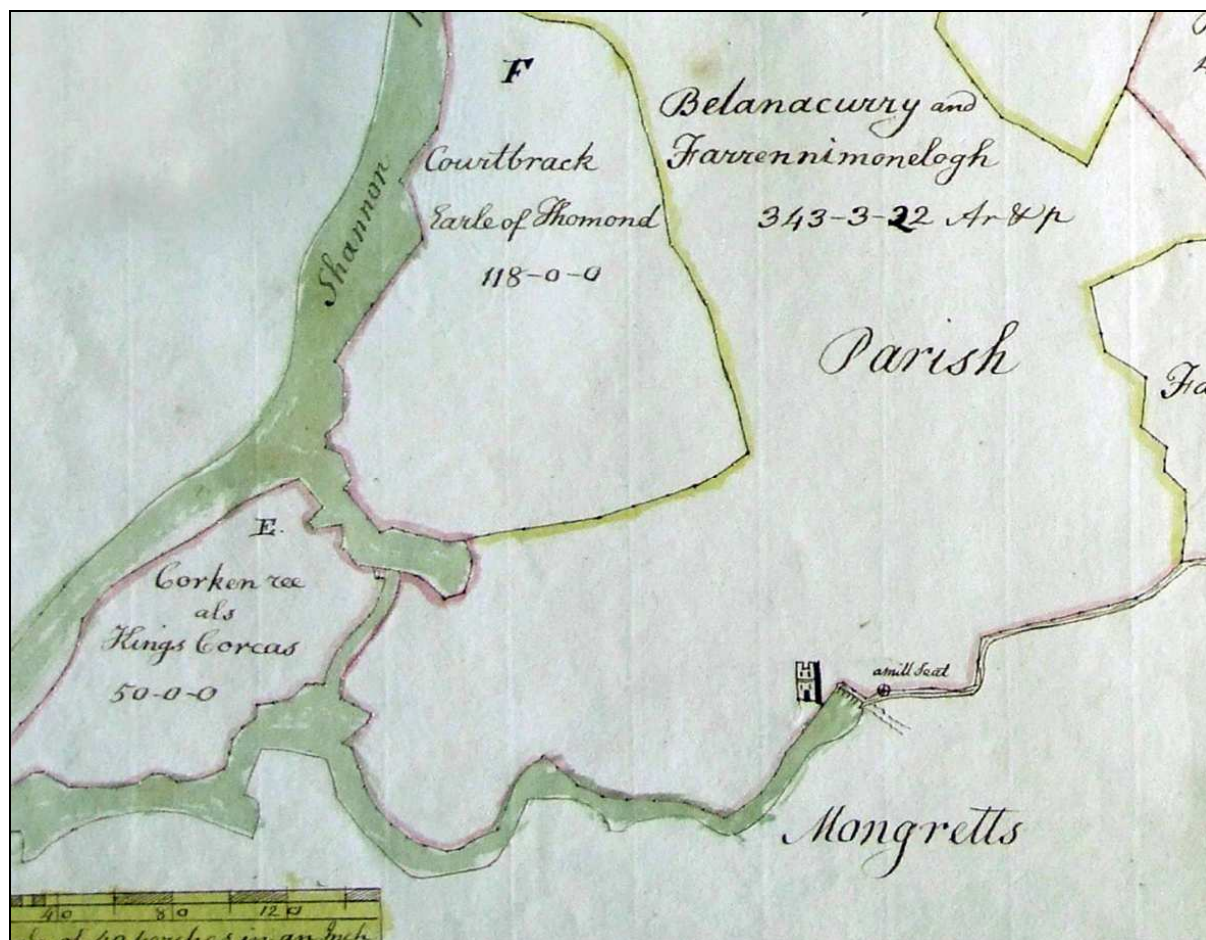 F
Courtbrack
Earle of Thomond
118-0-0
Belanacurry and
Farrennimonelogh
343-3-22 Ar & p
Shannon
Parish
Fa
E.
Corken ree
als
Kings Corcas
50-0-0
a mill Seat
Mongretts
40 80 120
of 40 perches in an Inch